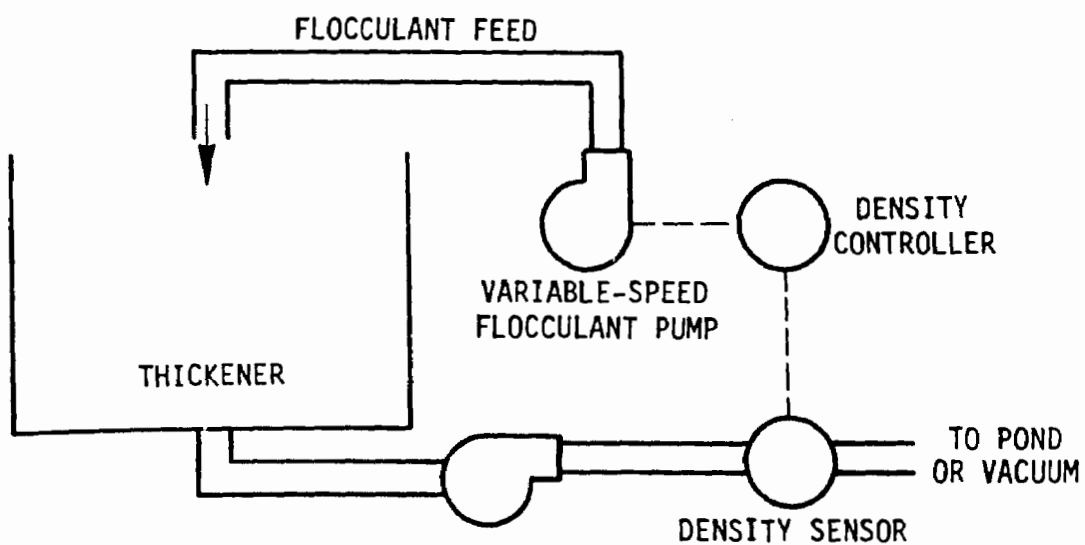 FLOCCULANT FEED
DENSITY
CONTROLLER
VARIABLE-SPEED
FLOCCULANT PUMP
THICKENER
TO POND
OR VACUUM
DENSITY SENSOR